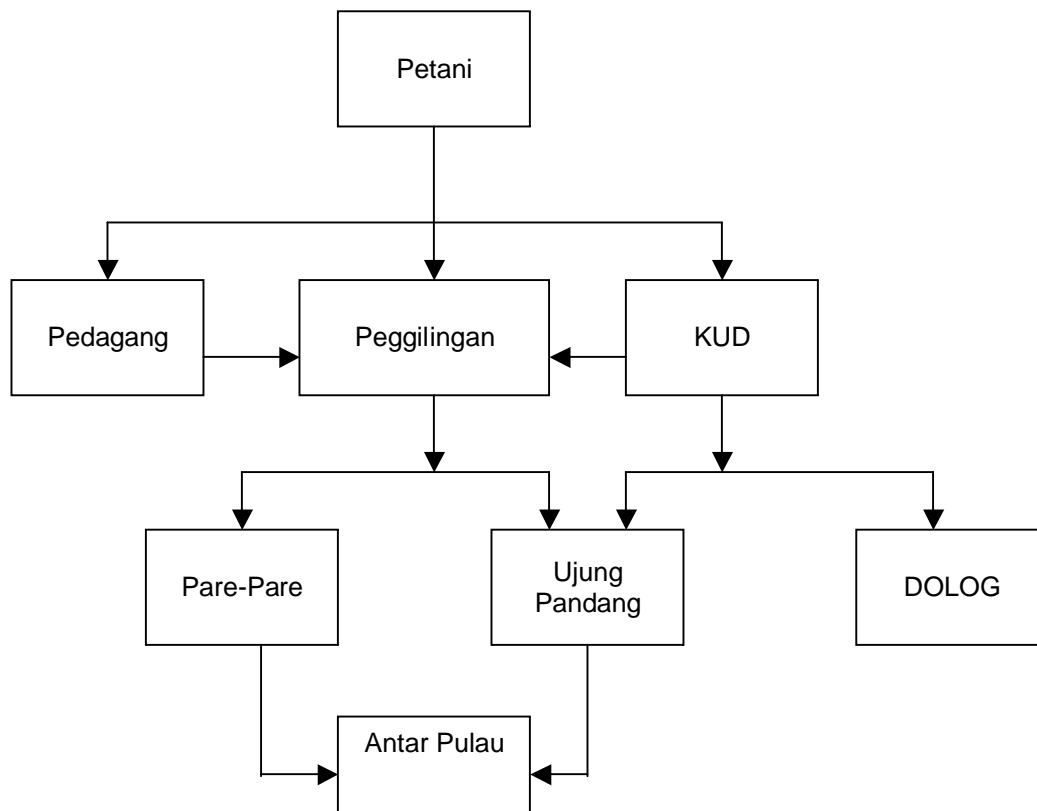 Petani
Pedagang
Peggilingan
KUD
Pare-Pare
Ujung
Pandang
DOLOG
Antar Pulau